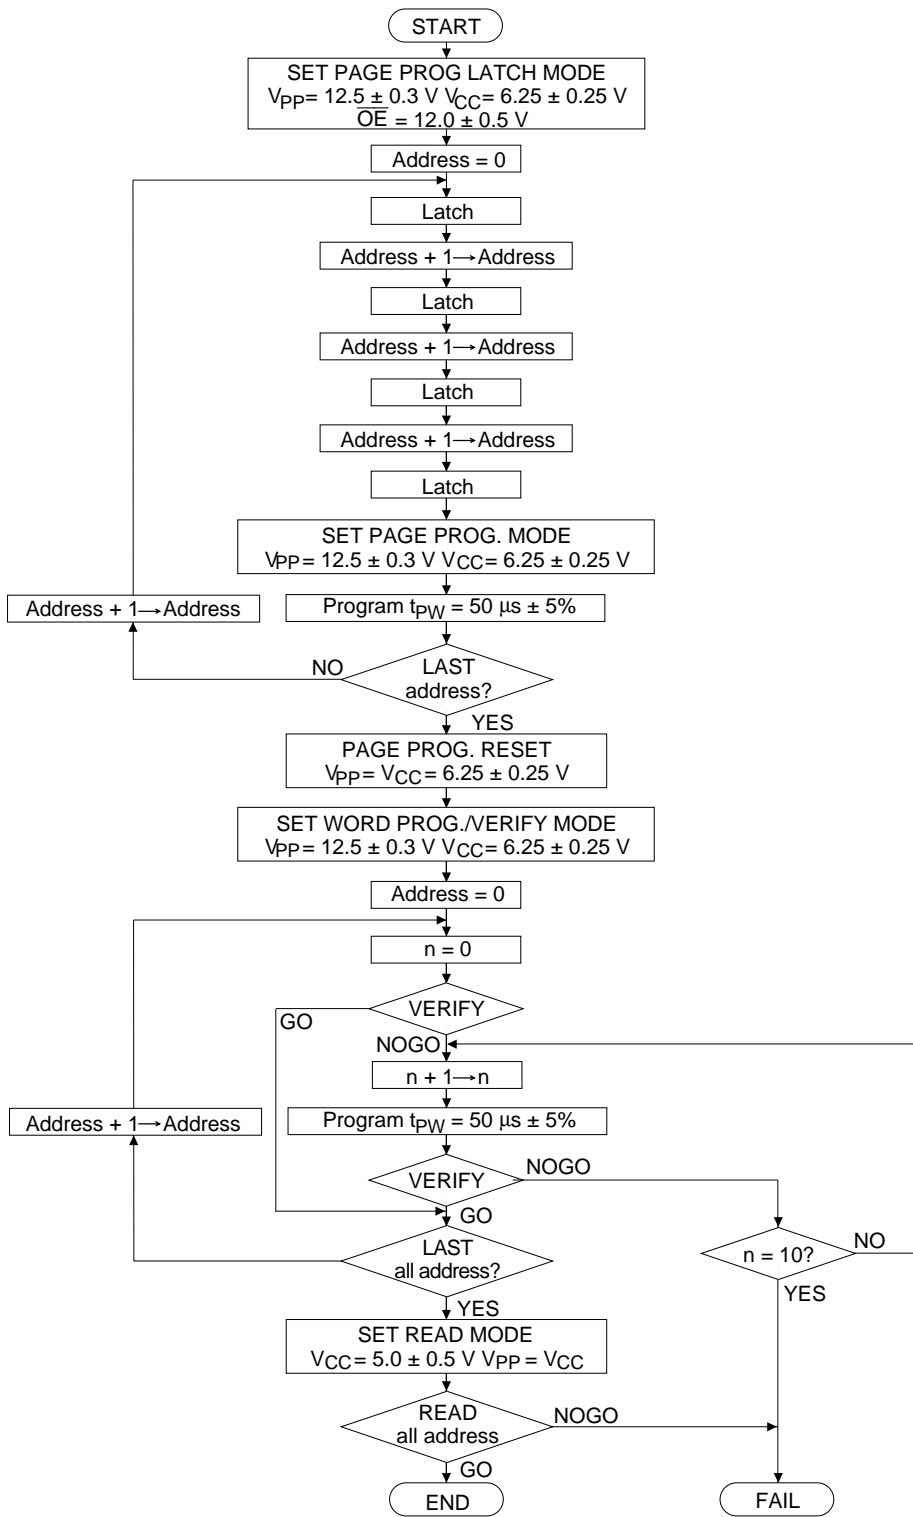 START
SET PAGE PROG LATCH MODE
VPP= 12.5 ± 0.3 V VCC= 6.25 ± 0.25 V
O̅E̅ = 12.0 ± 0.5 V
Address = 0
Latch
Address + 1→Address
Latch
Address + 1→Address
Latch
Address + 1→Address
Latch
SET PAGE PROG. MODE
VPP= 12.5 ± 0.3 V VCC= 6.25 ± 0.25 V
Address + 1→Address
Program tPW = 50 µs ± 5%
NO
LAST
address?
YES
PAGE PROG. RESET
VPP= VCC= 6.25 ± 0.25 V
SET WORD PROG./VERIFY MODE
VPP= 12.5 ± 0.3 V VCC= 6.25 ± 0.25 V
Address = 0
n = 0
VERIFY
GO
NOGO
n + 1→n
Address + 1→Address
Program tPW = 50 µs ± 5%
VERIFY
NOGO
GO
LAST
all address?
n = 10?
NO
YES
YES
SET READ MODE
VCC= 5.0 ± 0.5 V VPP = VCC
READ
all address
NOGO
GO
END
FAIL